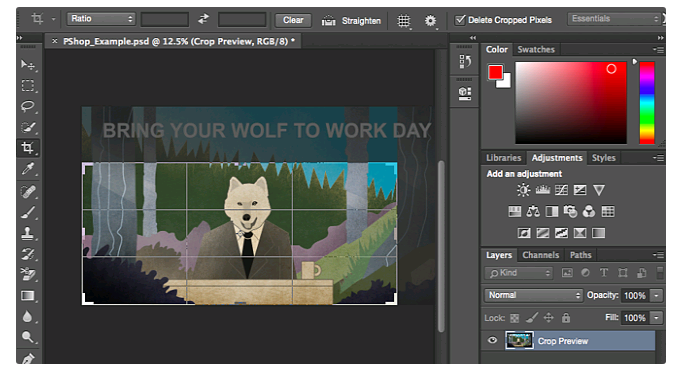 Ratio Clear Straighten Delete Cropped Pixels Essentials
× PShop_Example.psd @ 12.5% (Crop Preview, RGB/8) *
BRING YOUR WOLF TO WORK DAY
Color Swatches
Libraries Adjustments Styles
Add an adjustment
Layers Channels Paths
Kind T
Normal Opacity: 100%
Lock: Fill: 100%
Crop Preview